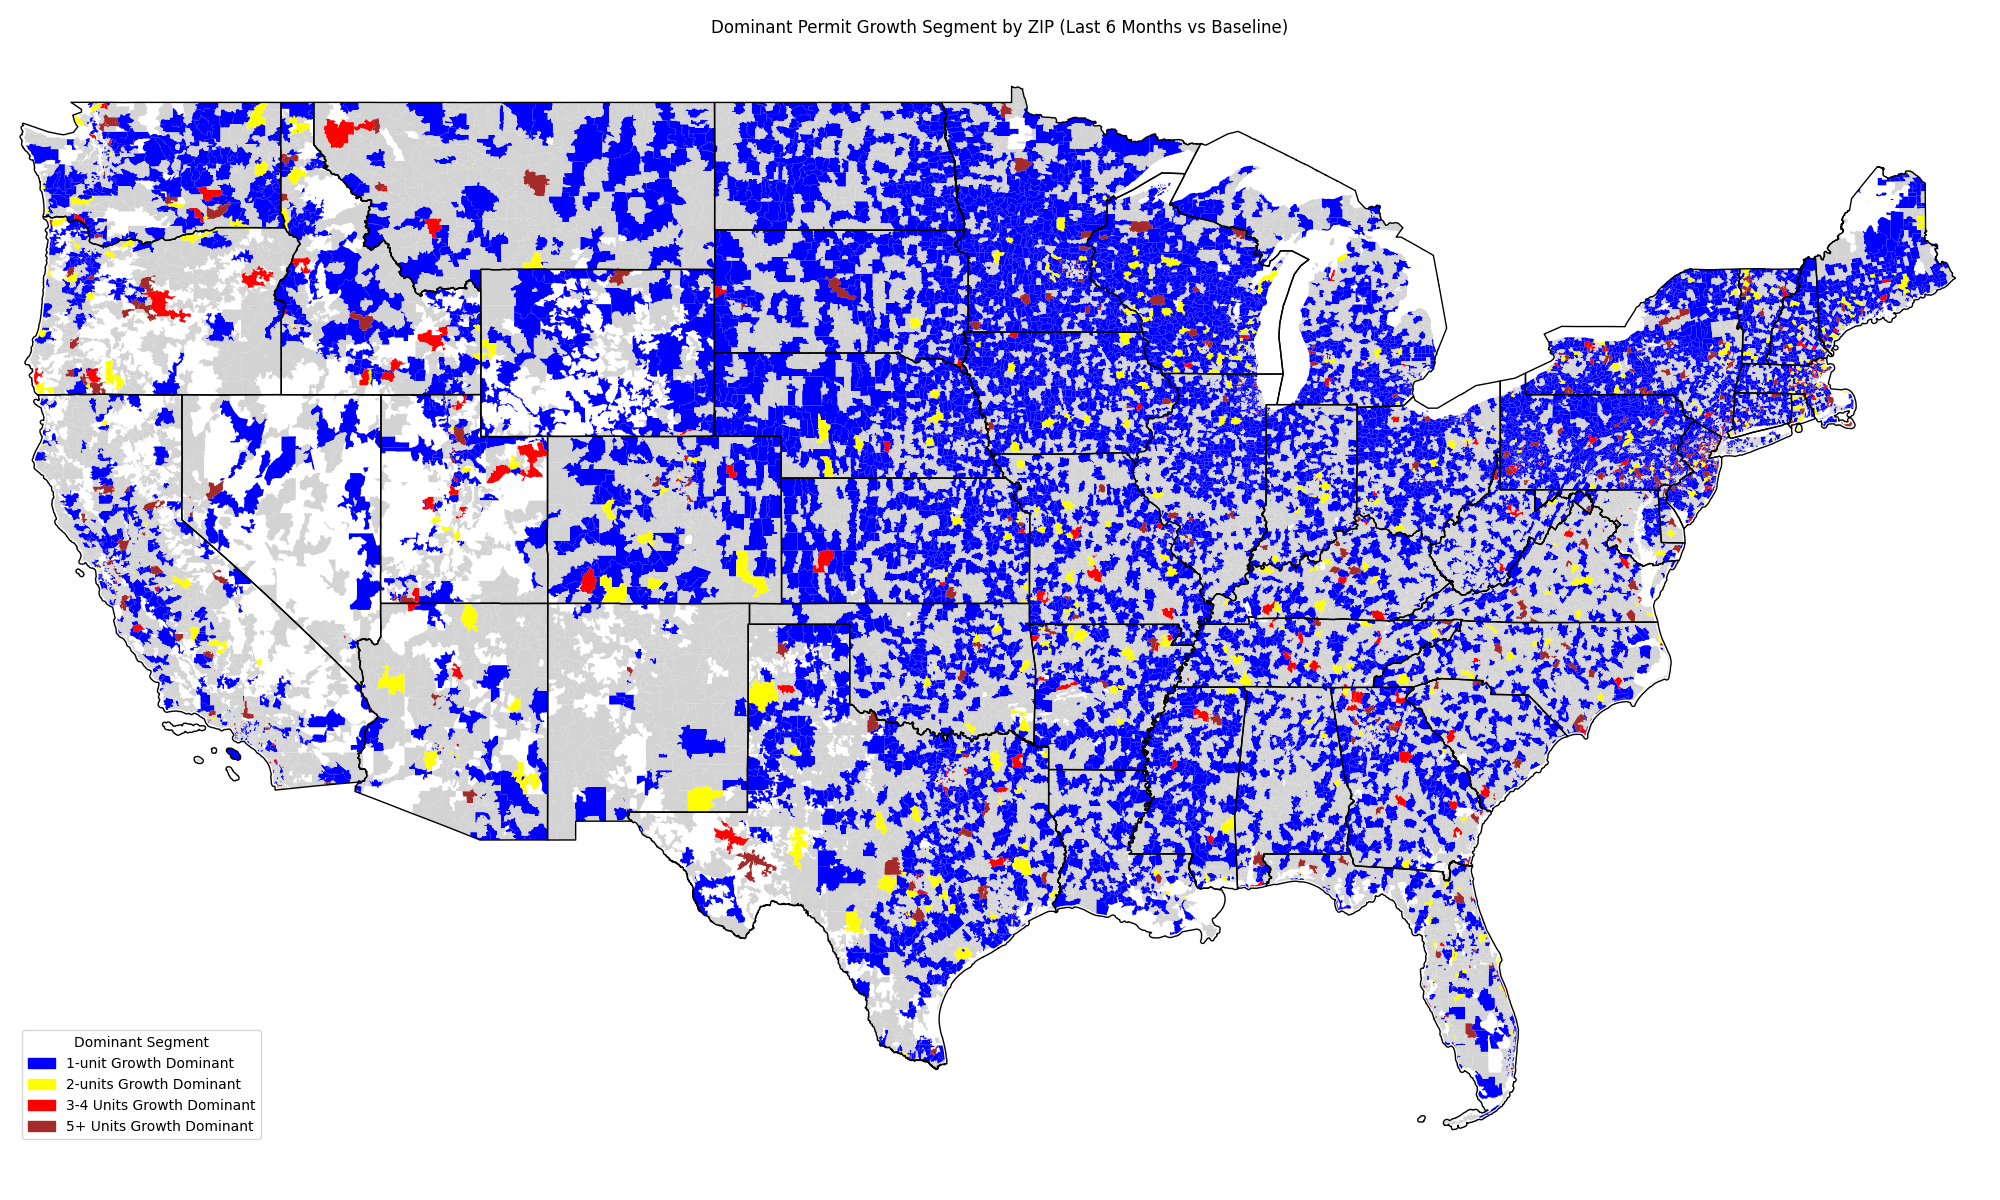 Dominant Permit Growth Segment by ZIP (Last 6 Months vs Baseline)
Dominant Segment
1-unit Growth Dominant
2-units Growth Dominant
3-4 Units Growth Dominant
5+ Units Growth Dominant